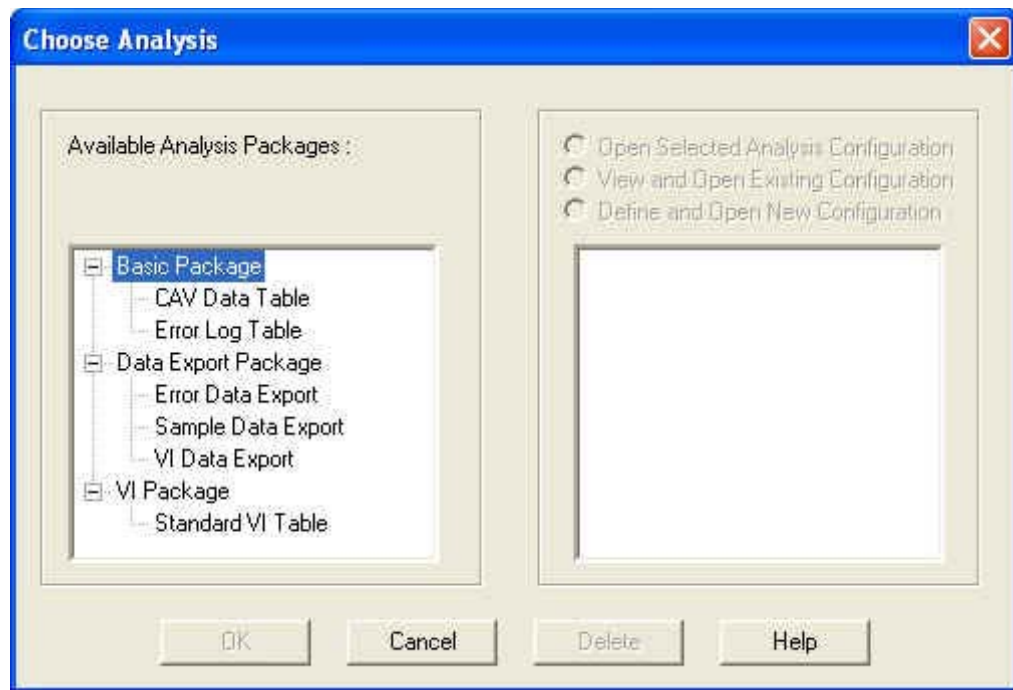 Choose Analysis
Available Analysis Packages :
Basic Package
CAV Data Table
Error Log Table
Data Export Package
Error Data Export
Sample Data Export
VI Data Export
VI Package
Standard VI Table
Open Selected Analysis Configuration
View and Open Existing Configuration
Define and Open New Configuration
OK
Cancel
Delete
Help